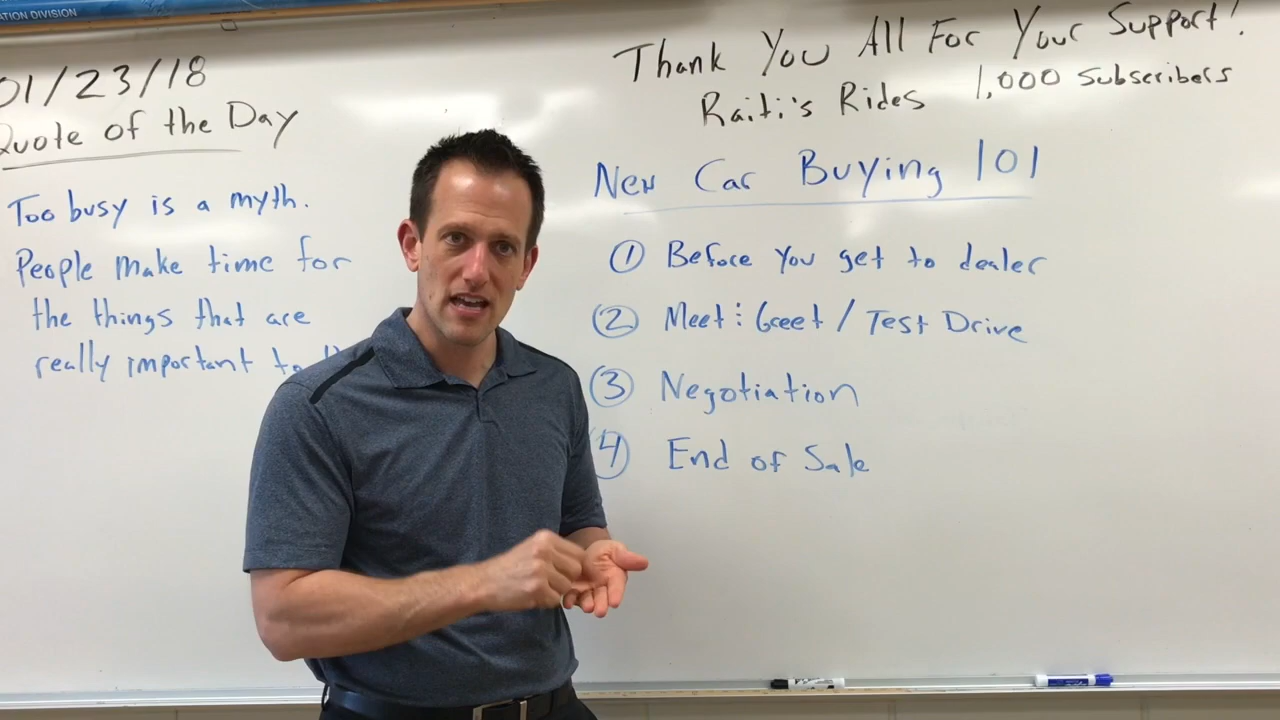 ATION DIVISION
01/23/18
Quote of the Day
Too busy is a myth.
People make time for
the things that are
really important to
Thank You All For Your Support!
Raiti's Rides 1,000 subscribers
New Car Buying 101
① Before you get to dealer
② Meet & Greet / Test Drive
③ Negotiation
④ End of Sale